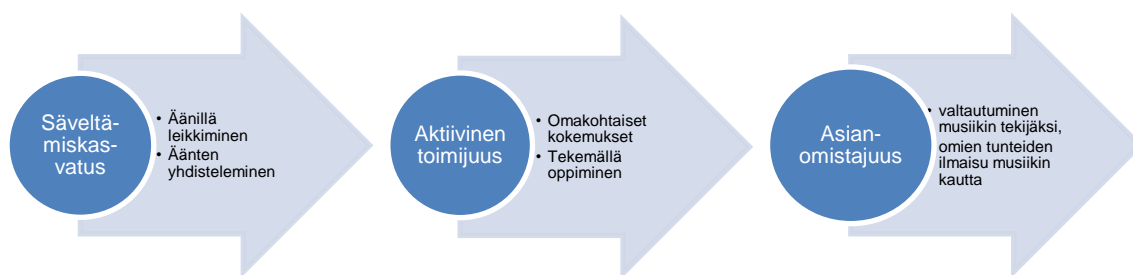 Säveltä-
miskas-
vatus
• Äänillä
leikkiminen
• Äänten
yhdisteleminen
Aktiivinen
toimijuus
• Omakohtaiset
kokemukset
• Tekemällä
oppiminen
Asian-
omistajuus
• valtautuminen
musiikin tekijäksi,
• omien tunteiden
ilmaisu musiikin
kautta